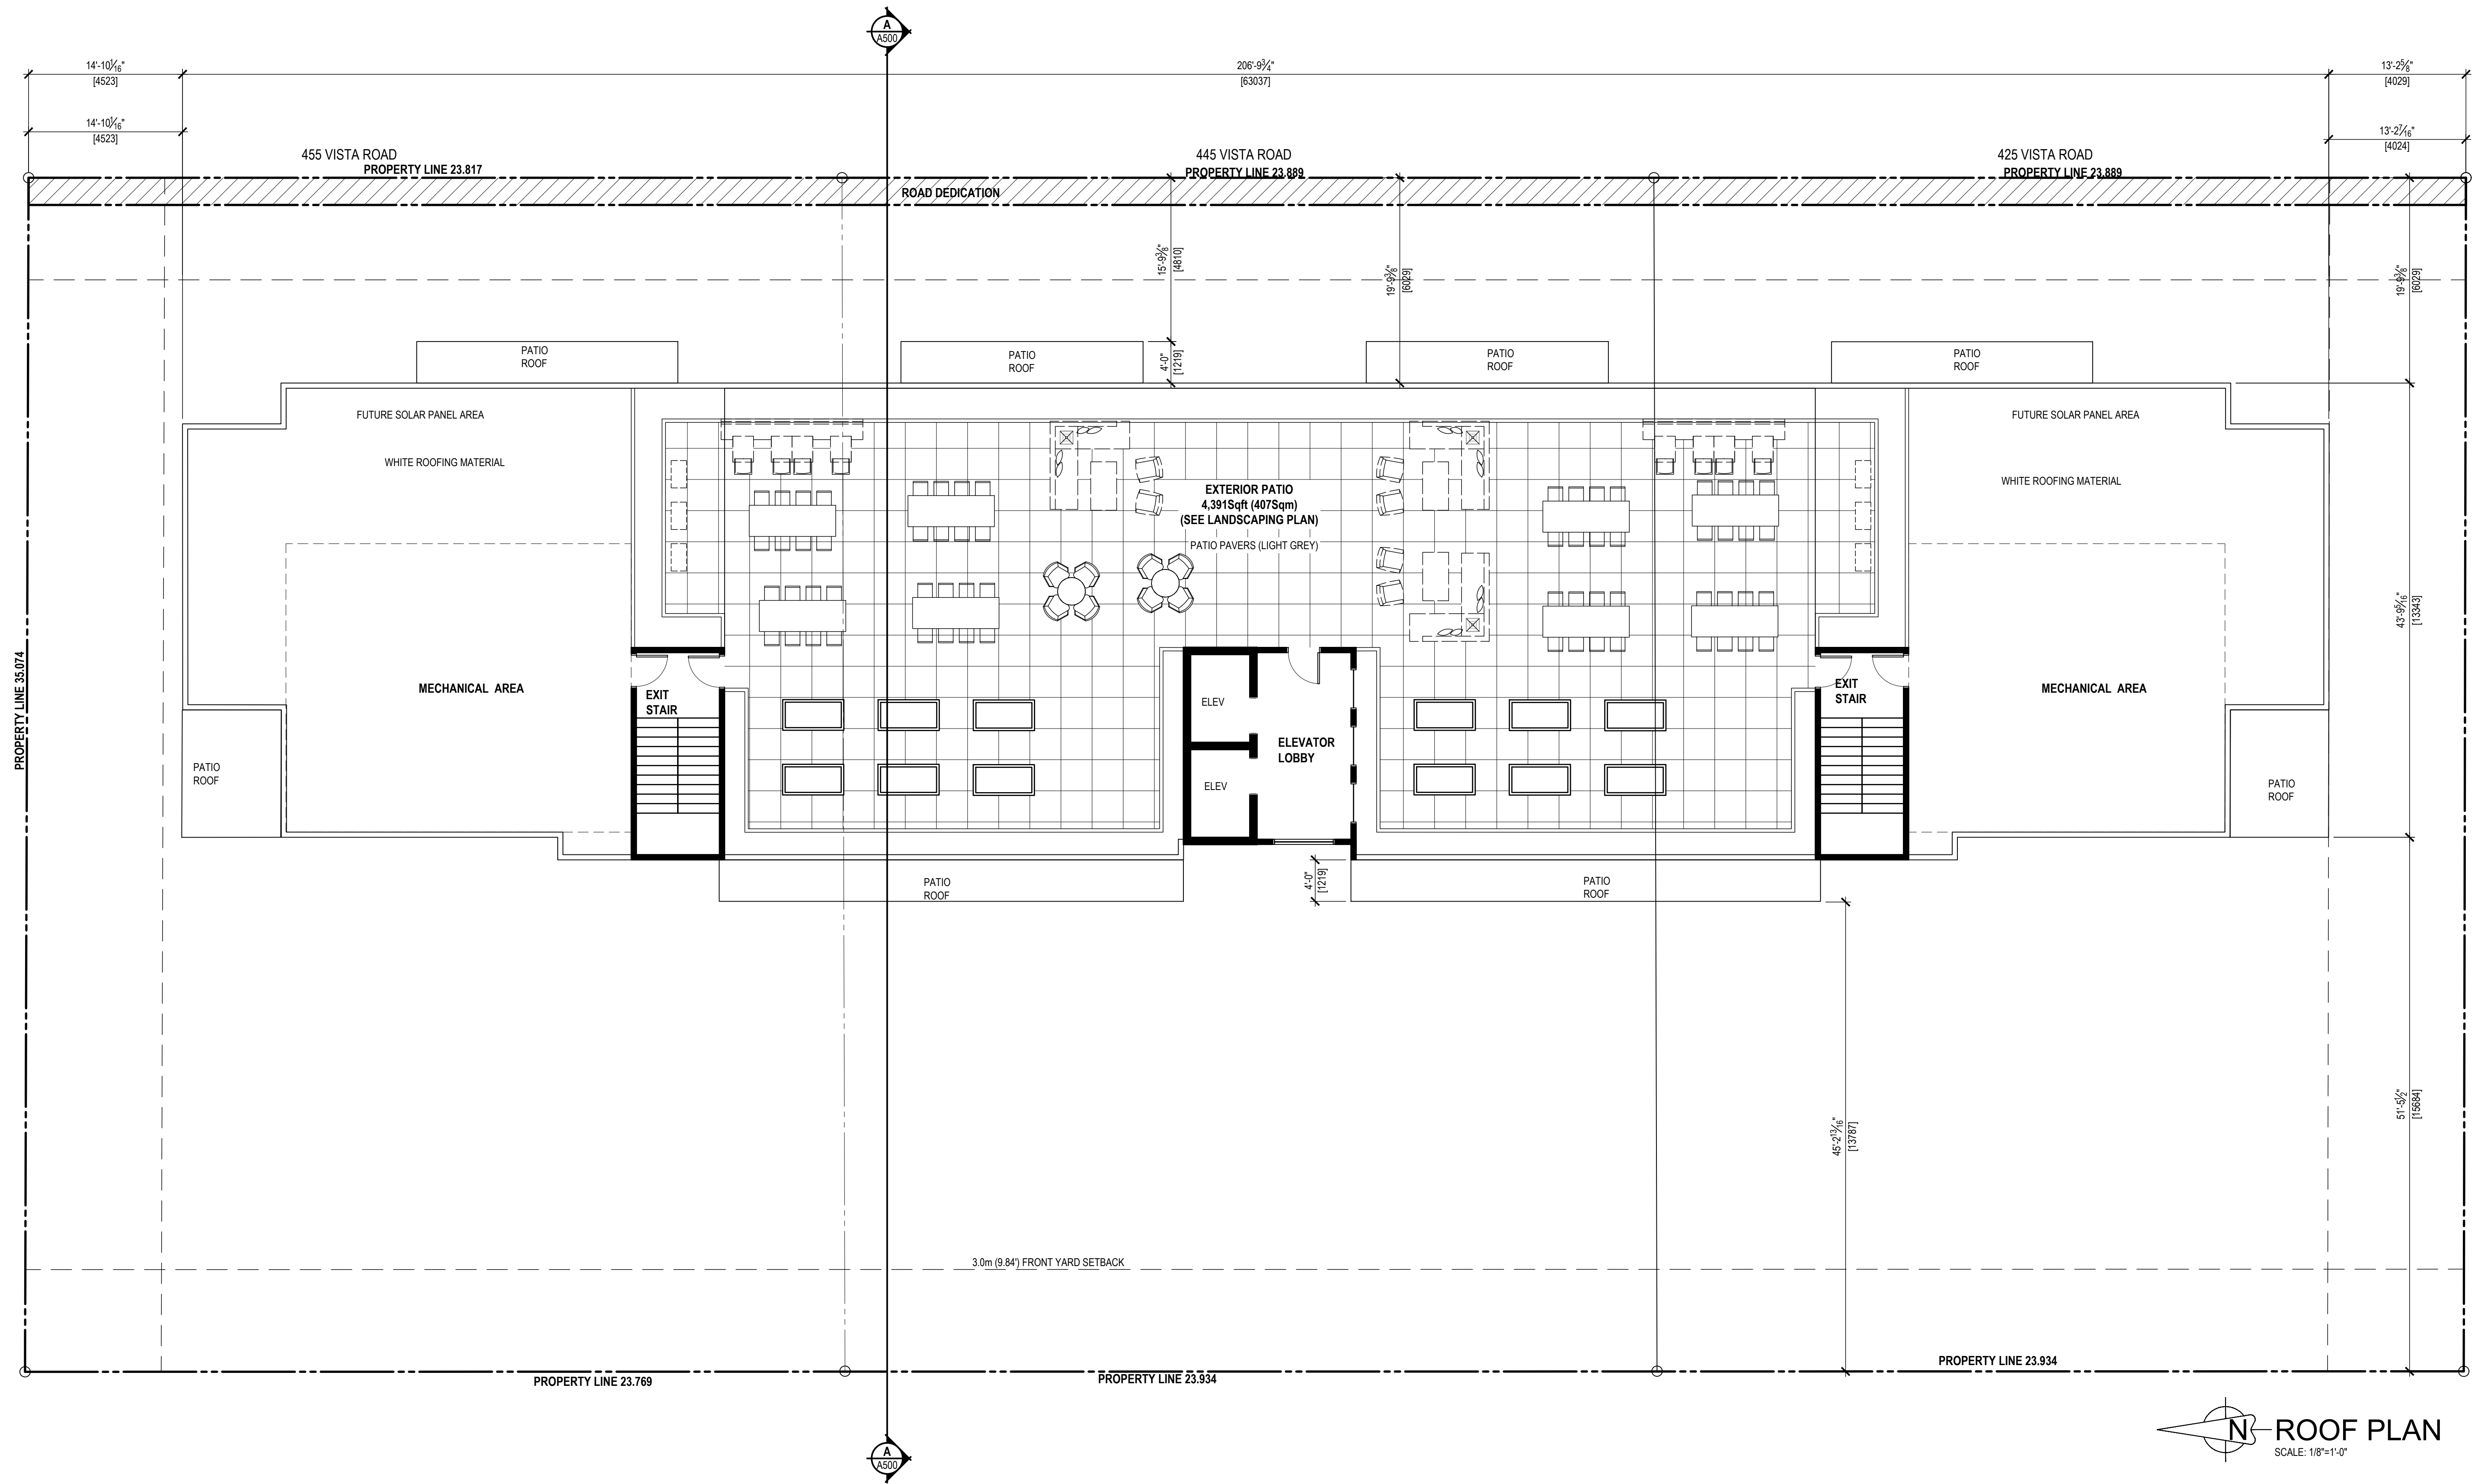 A
A500
14'-10 1/16"
[4523]
206'-9 3/4"
[63037]
13'-2 5/8"
[4029]
14'-10 1/16"
[4523]
13'-2 7/16"
[4024]
455 VISTA ROAD
PROPERTY LINE 23.817
445 VISTA ROAD
PROPERTY LINE 23.889
425 VISTA ROAD
PROPERTY LINE 23.889
ROAD DEDICATION
15'-9 3/8"
[4810]
19'-9 3/8"
[6029]
19'-9 3/8"
[6029]
PATIO
ROOF
PATIO
ROOF
4'-0"
[1219]
PATIO
ROOF
PATIO
ROOF
FUTURE SOLAR PANEL AREA
WHITE ROOFING MATERIAL
FUTURE SOLAR PANEL AREA
WHITE ROOFING MATERIAL
EXTERIOR PATIO
4,391Sqft (407Sqm)
(SEE LANDSCAPING PLAN)
PATIO PAVERS (LIGHT GREY)
43'-9 5/16"
[13343]
PROPERTY LINE 35.074
MECHANICAL AREA
EXIT
STAIR
ELEV
ELEVATOR
LOBBY
ELEV
EXIT
STAIR
MECHANICAL AREA
PATIO
ROOF
PATIO
ROOF
PATIO
ROOF
4'-0"
[1219]
PATIO
ROOF
45'-2 13/16"
[13787]
51'-5 1/2"
[15684]
3.0m (9.84') FRONT YARD SETBACK
PROPERTY LINE 23.769
PROPERTY LINE 23.934
PROPERTY LINE 23.934
A
A500
N
ROOF PLAN
SCALE: 1/8"=1'-0"